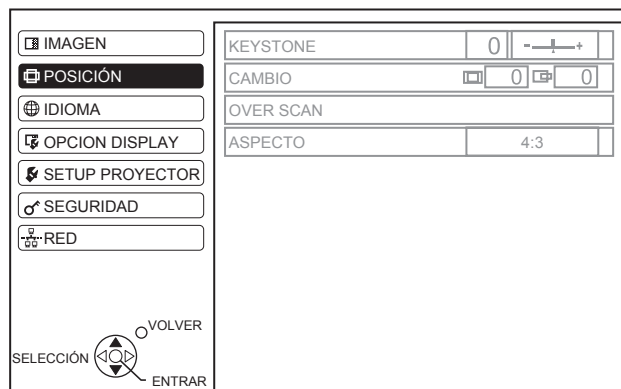 IMAGEN
POSICIÓN
IDIOMA
OPCION DISPLAY
SETUP PROYECTOR
SEGURIDAD
RED
VOLVER
SELECCIÓN
ENTRAR
KEYSTONE 0 - +
CAMBIO 0 0
OVER SCAN
ASPECTO 4:3